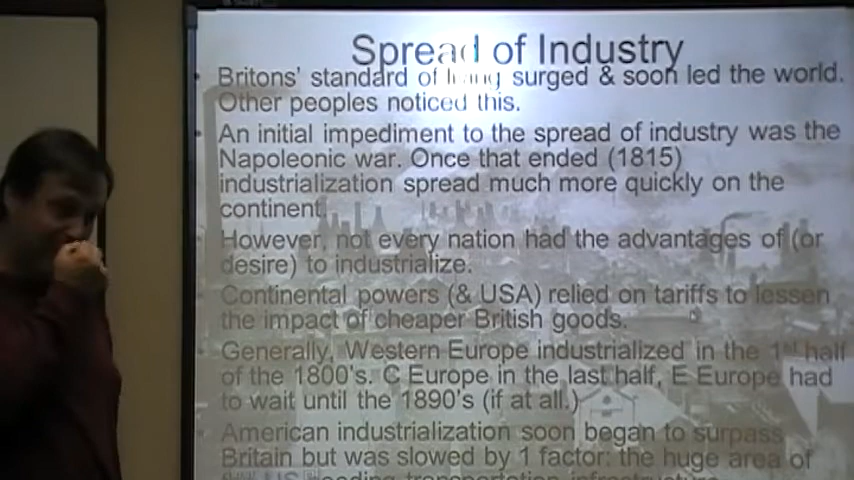 Spread of Industry
Britons' standard of living surged & soon led the world.
Other peoples noticed this.
An initial impediment to the spread of industry was the
Napoleonic war. Once that ended (1815)
industrialization spread much more quickly on the
continent.
However, not every nation had the advantages of (or
desire) to industrialize.
Continental powers (& USA) relied on tariffs to lessen
the impact of cheaper British goods.
Generally, Western Europe industrialized in the 1st half
of the 1800's. C Europe in the last half, E Europe had
to wait until the 1890's (if at all.)
American industrialization soon began to surpass
Britain but was slowed by 1 factor: the huge area of
the US needing transportation infrastructure